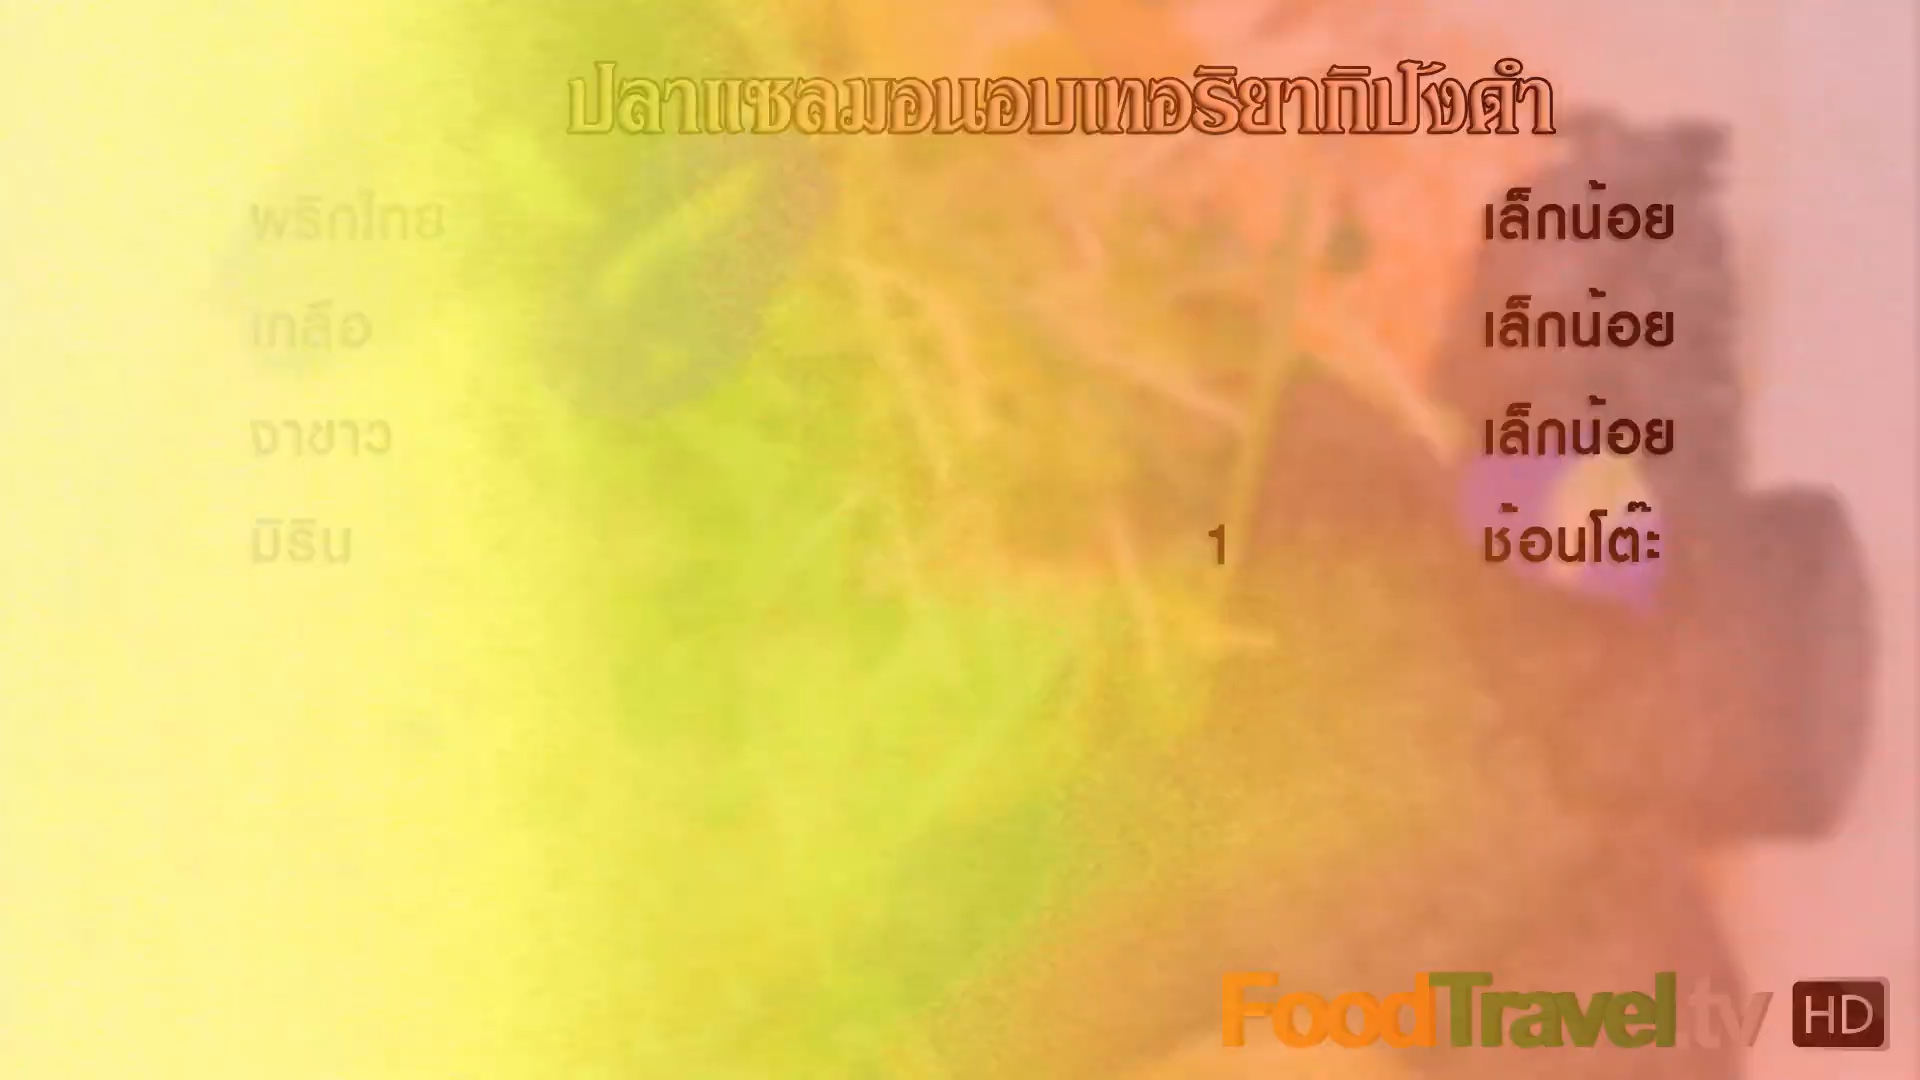 ปลาแซลมอนอบเทอริยากิปิ้งดำ
พริกไทย เล็กน้อย
เกลือ เล็กน้อย
งาขาว เล็กน้อย
มิริน 1 ช้อนโต๊ะ
FoodTravel.tv HD